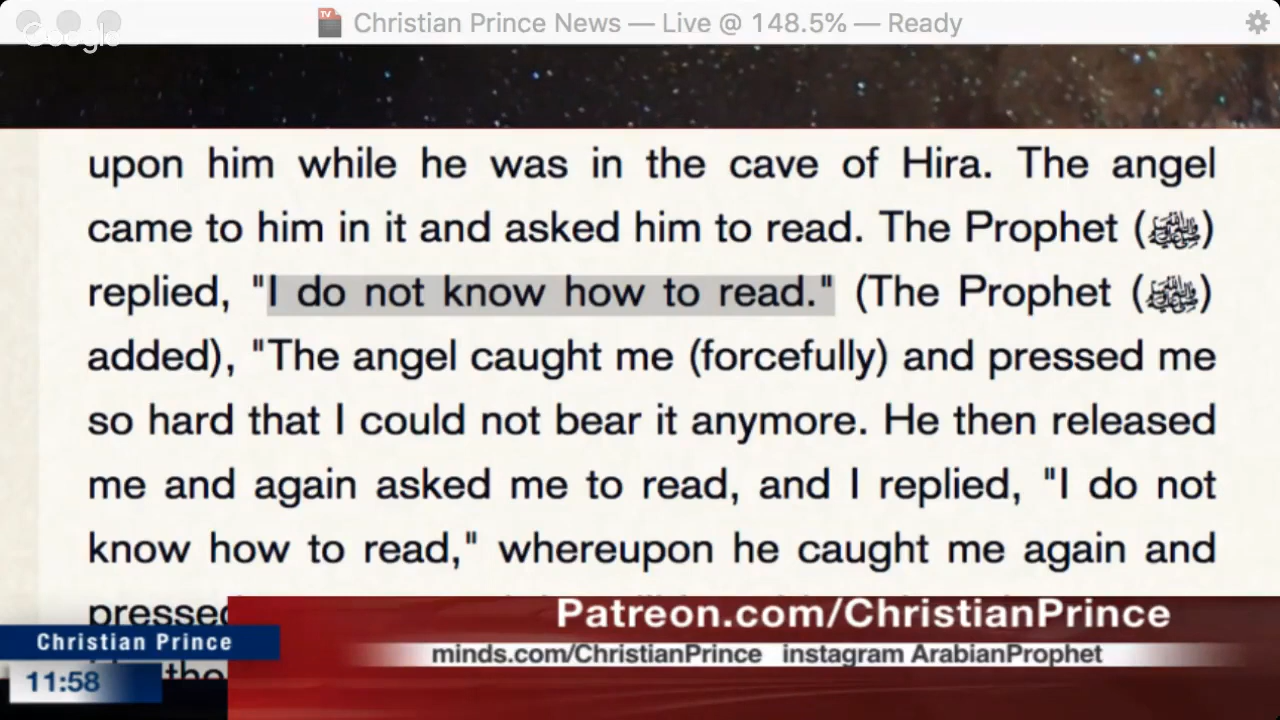 Christian Prince News — Live @ 148.5% — Ready
Google
upon him while he was in the cave of Hira. The angel
came to him in it and asked him to read. The Prophet (ﷺ)
replied, "I do not know how to read." (The Prophet (ﷺ)
added), "The angel caught me (forcefully) and pressed me
so hard that I could not bear it anymore. He then released
me and again asked me to read, and I replied, "I do not
know how to read," whereupon he caught me again and
pressed
Patreon.com/ChristianPrince
Christian Prince
minds.com/ChristianPrince instagram ArabianProphet
11:58